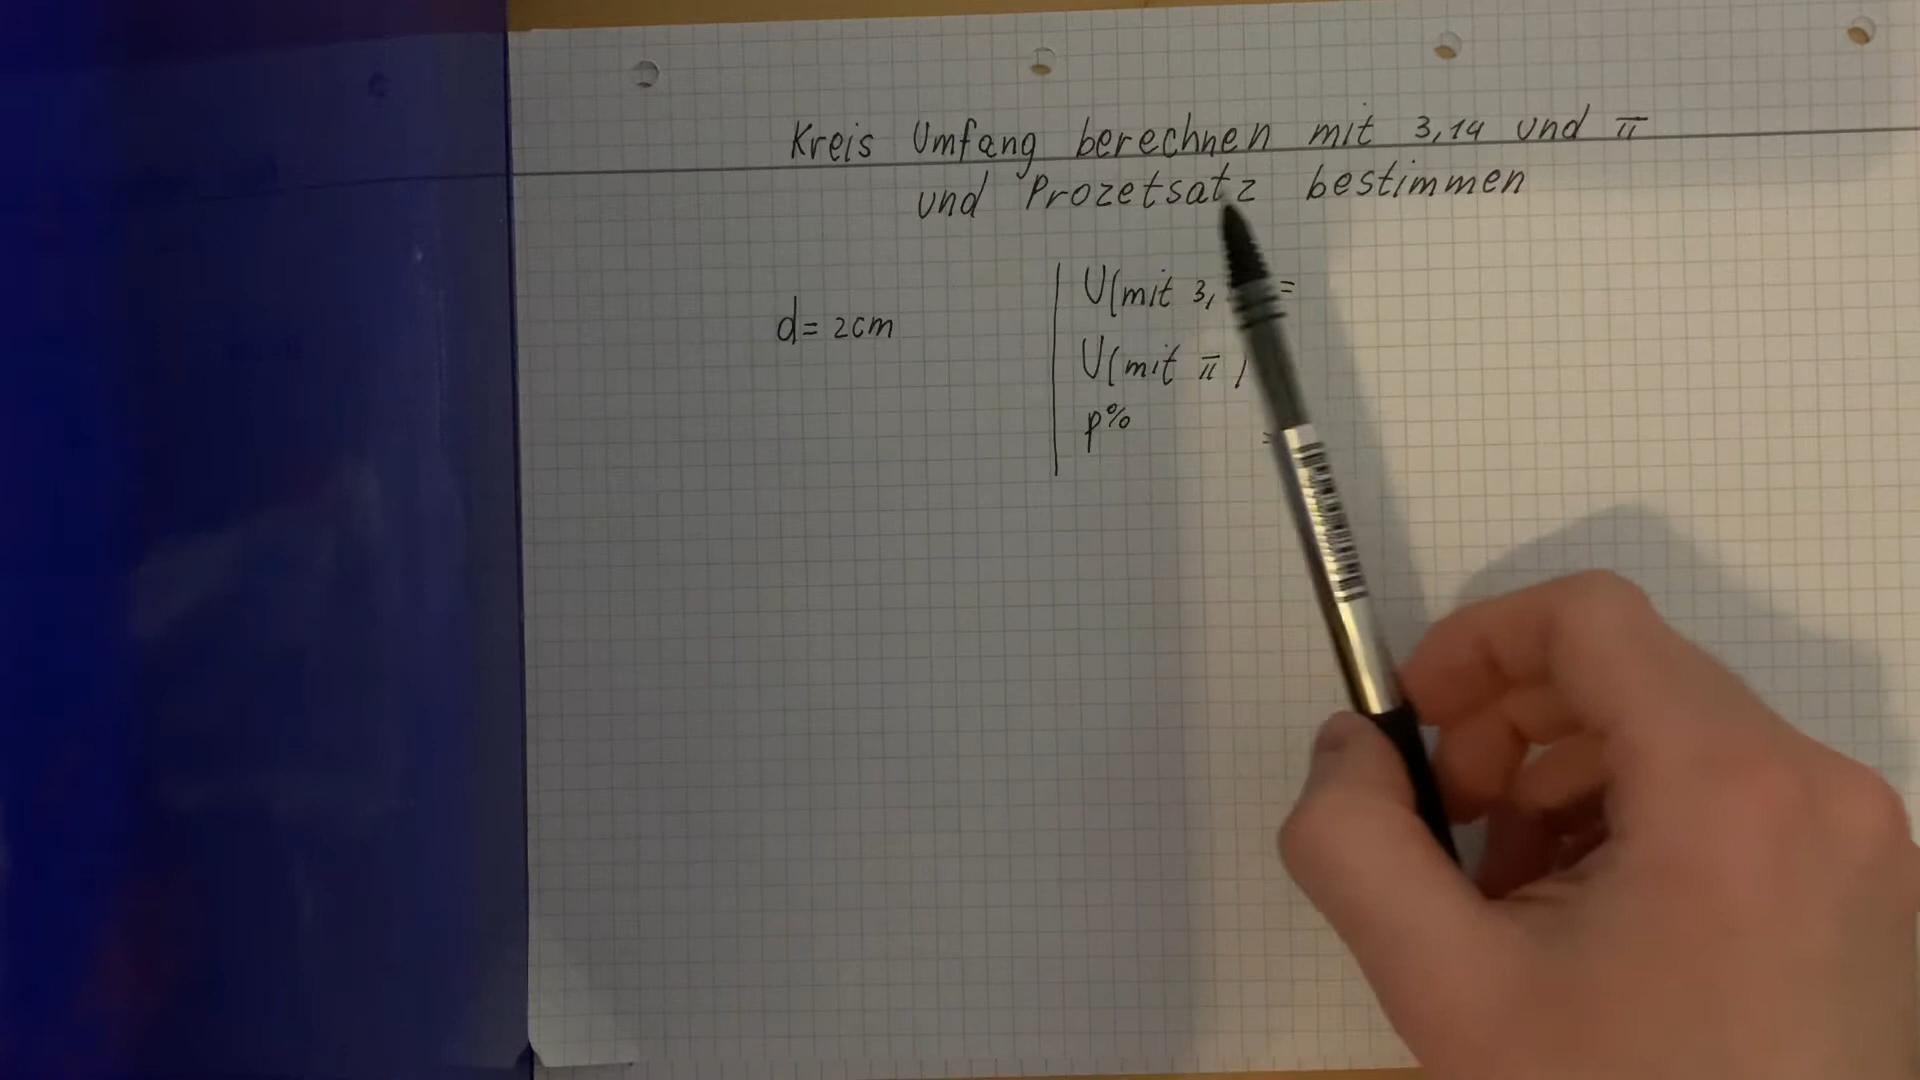 Kreis Umfang berechnen mit 3,14 und π
und Prozetsatz bestimmen
d= 2cm
U(mit 3, =
U(mit π )
p% =